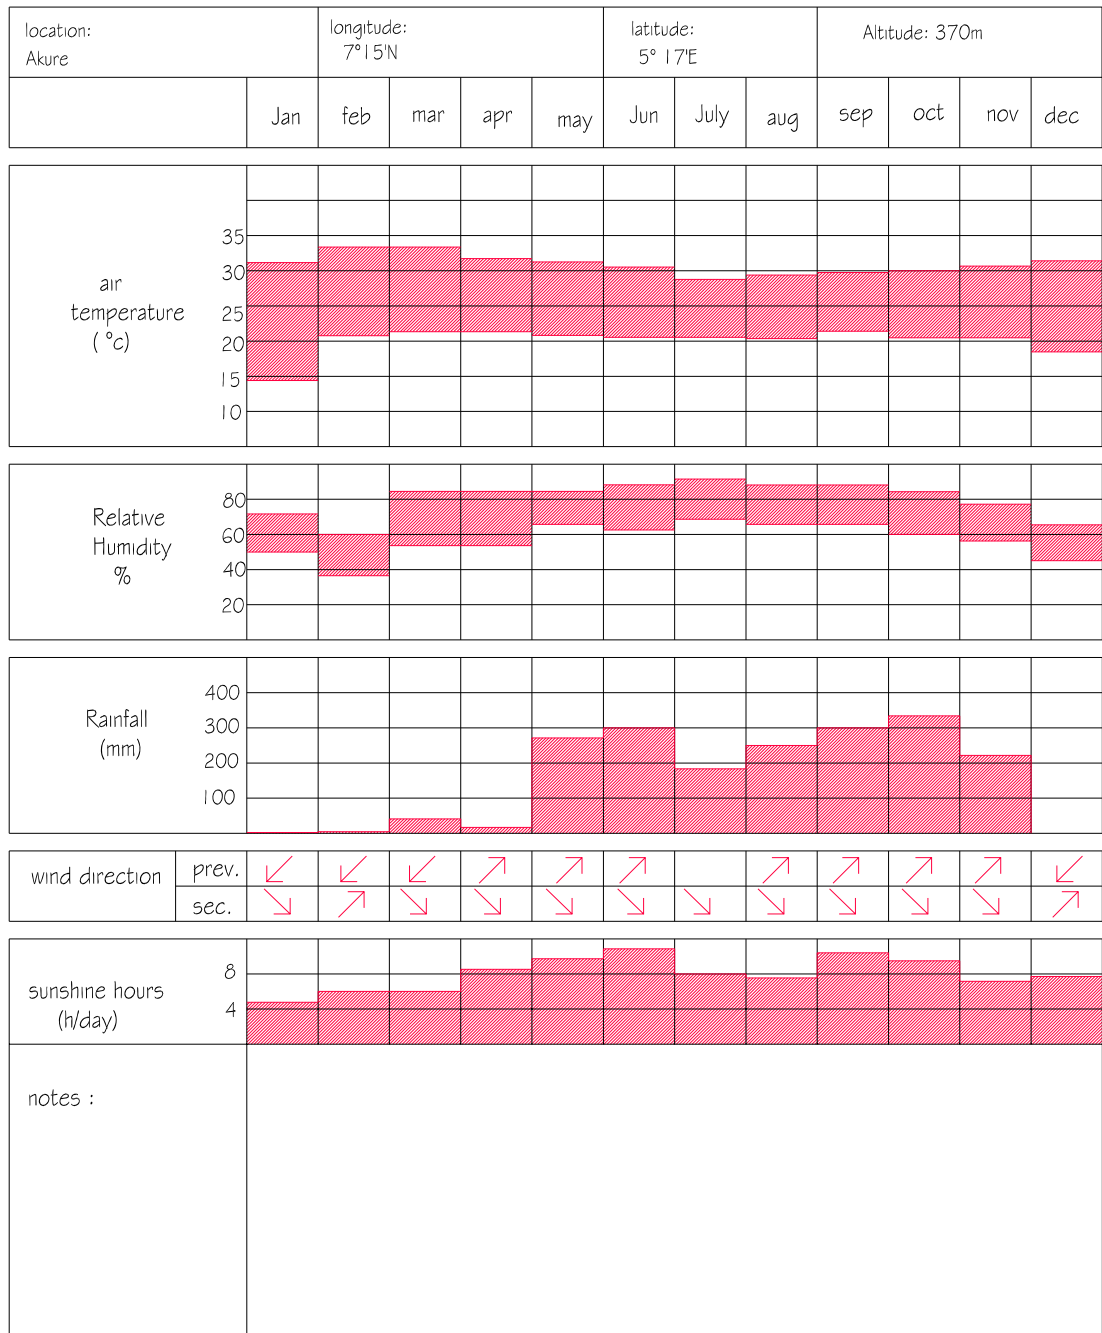 location:
Akure
longitude:
7°15'N
latitude:
5° 17'E
Altitude: 370m
Jan feb mar apr may Jun July aug sep oct nov dec
air
temperature
( °c)
35
30
25
20
15
10
Relative
Humidity
%
80
60
40
20
Rainfall
(mm)
400
300
200
100
wind direction
prev.
sec.
sunshine hours
(h/day)
8
4
notes :